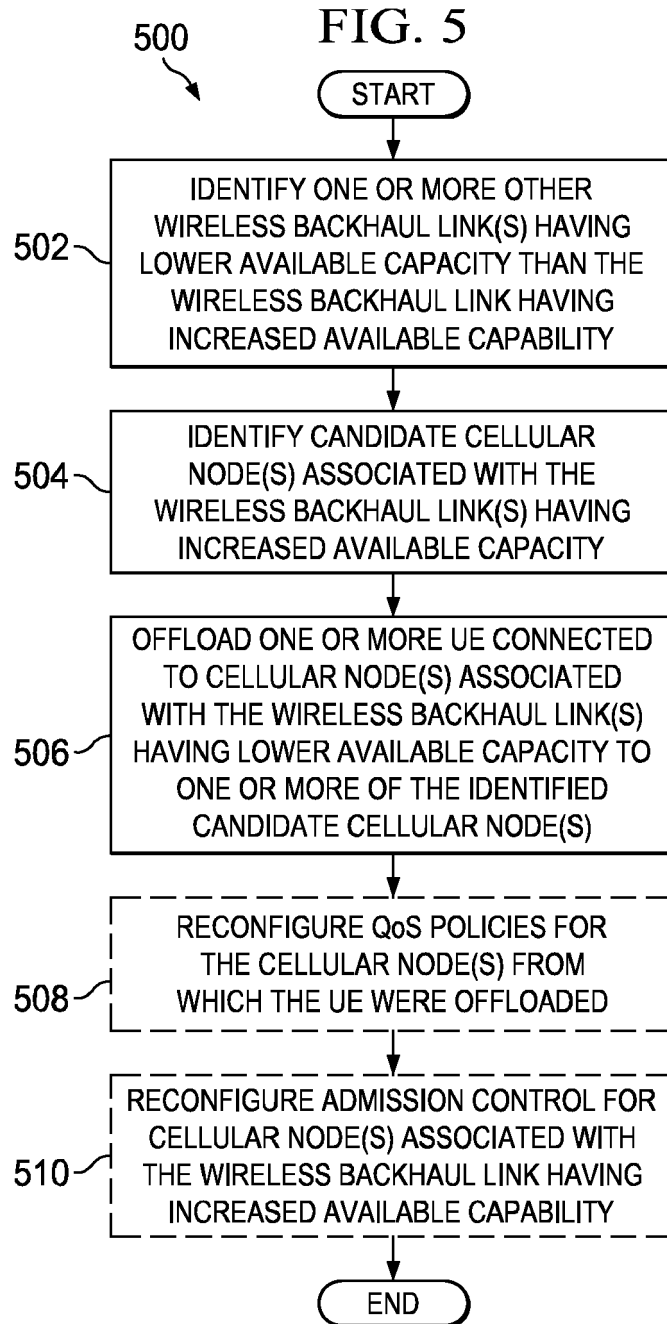 FIG. 5
500
START
502
IDENTIFY ONE OR MORE OTHER
WIRELESS BACKHAUL LINK(S) HAVING
LOWER AVAILABLE CAPACITY THAN THE
WIRELESS BACKHAUL LINK HAVING
INCREASED AVAILABLE CAPABILITY
504
IDENTIFY CANDIDATE CELLULAR
NODE(S) ASSOCIATED WITH THE
WIRELESS BACKHAUL LINK(S) HAVING
INCREASED AVAILABLE CAPACITY
506
OFFLOAD ONE OR MORE UE CONNECTED
TO CELLULAR NODE(S) ASSOCIATED
WITH THE WIRELESS BACKHAUL LINK(S)
HAVING LOWER AVAILABLE CAPACITY TO
ONE OR MORE OF THE IDENTIFIED
CANDIDATE CELLULAR NODE(S)
508
RECONFIGURE QoS POLICIES FOR
THE CELLULAR NODE(S) FROM
WHICH THE UE WERE OFFLOADED
510
RECONFIGURE ADMISSION CONTROL FOR
CELLULAR NODE(S) ASSOCIATED WITH
THE WIRELESS BACKHAUL LINK HAVING
INCREASED AVAILABLE CAPABILITY
END